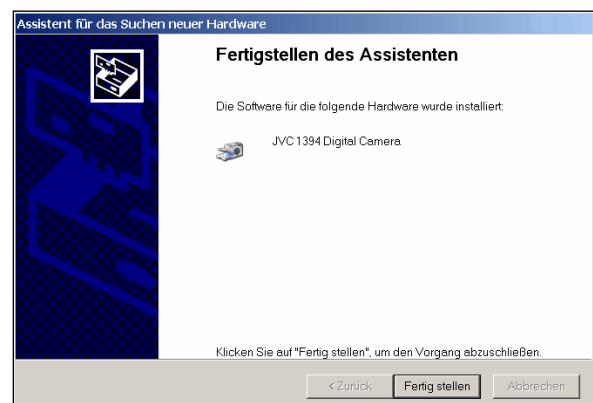 Assistent für das Suchen neuer Hardware
Fertigstellen des Assistenten
Die Software für die folgende Hardware wurde installiert:
JVC 1394 Digital Camera
Klicken Sie auf "Fertig stellen", um den Vorgang abzuschließen.
< Zurück Fertig stellen Abbrechen